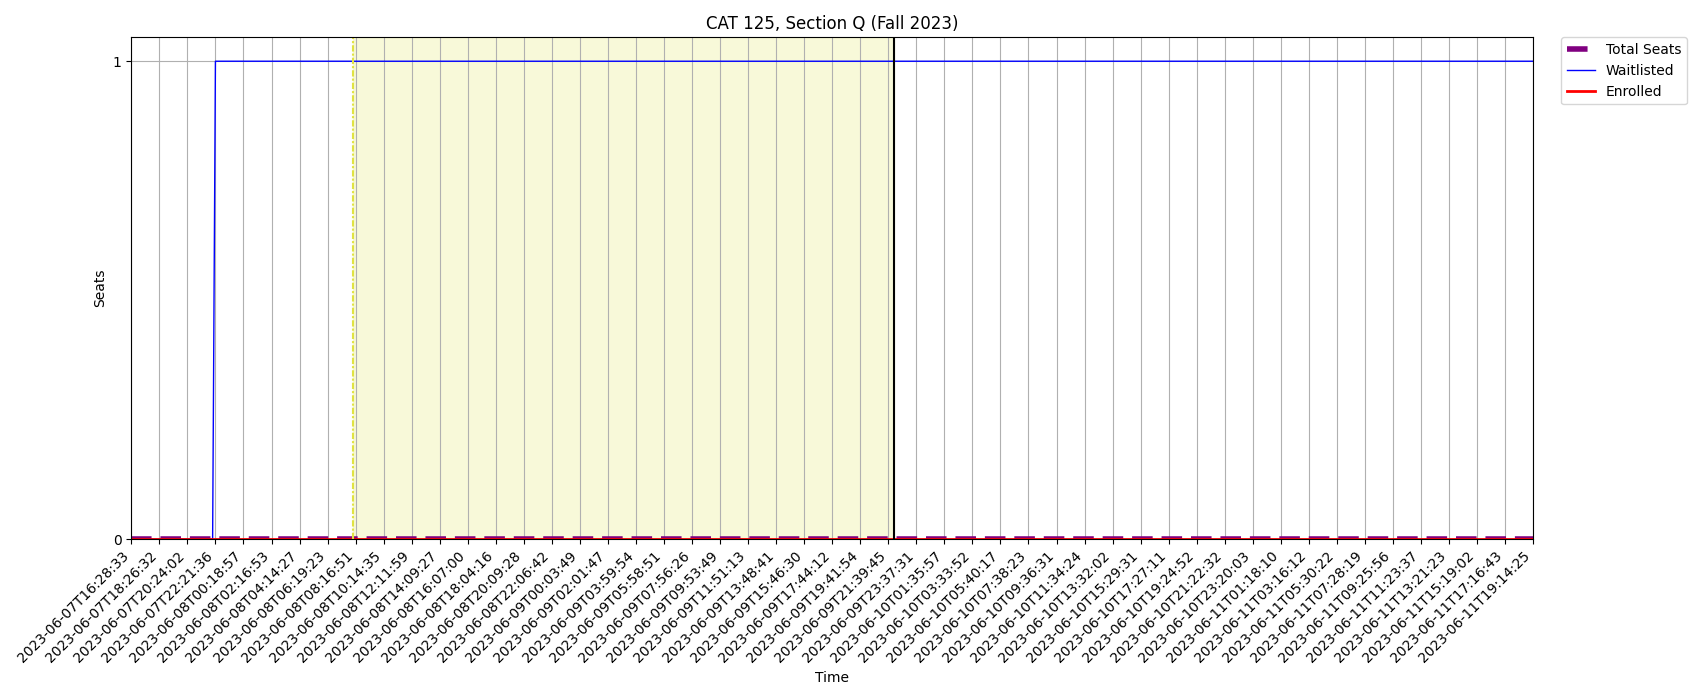 CAT 125, Section Q (Fall 2023)
Total Seats
Waitlisted
Enrolled
Seats
1
0
2023-06-07T16:28:33
2023-06-07T18:26:32
2023-06-07T20:24:02
2023-06-07T22:21:36
2023-06-08T00:18:57
2023-06-08T02:16:53
2023-06-08T04:14:27
2023-06-08T06:19:23
2023-06-08T08:16:51
2023-06-08T10:14:35
2023-06-08T12:11:59
2023-06-08T14:09:27
2023-06-08T16:07:00
2023-06-08T18:04:16
2023-06-08T20:09:28
2023-06-08T22:06:42
2023-06-09T00:03:49
2023-06-09T02:01:47
2023-06-09T03:59:54
2023-06-09T05:58:51
2023-06-09T07:56:26
2023-06-09T09:53:49
2023-06-09T11:51:13
2023-06-09T13:48:41
2023-06-09T15:46:30
2023-06-09T17:44:12
2023-06-09T19:41:54
2023-06-09T21:39:45
2023-06-09T23:37:31
2023-06-10T01:35:57
2023-06-10T03:33:52
2023-06-10T05:40:17
2023-06-10T07:38:23
2023-06-10T09:36:31
2023-06-10T11:34:24
2023-06-10T13:32:02
2023-06-10T15:29:31
2023-06-10T17:27:11
2023-06-10T19:24:52
2023-06-10T21:22:32
2023-06-10T23:20:03
2023-06-11T01:18:10
2023-06-11T03:16:12
2023-06-11T05:30:22
2023-06-11T07:28:19
2023-06-11T09:25:56
2023-06-11T11:23:37
2023-06-11T13:21:23
2023-06-11T15:19:02
2023-06-11T17:16:43
2023-06-11T19:14:25
Time